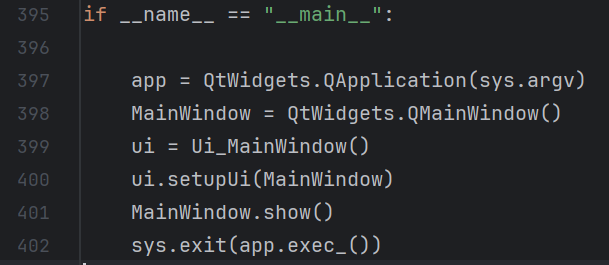 395 if __name__ == "__main__":
396
397 app = QtWidgets.QApplication(sys.argv)
398 MainWindow = QtWidgets.QMainWindow()
399 ui = Ui_MainWindow()
400 ui.setupUi(MainWindow)
401 MainWindow.show()
402 sys.exit(app.exec_())